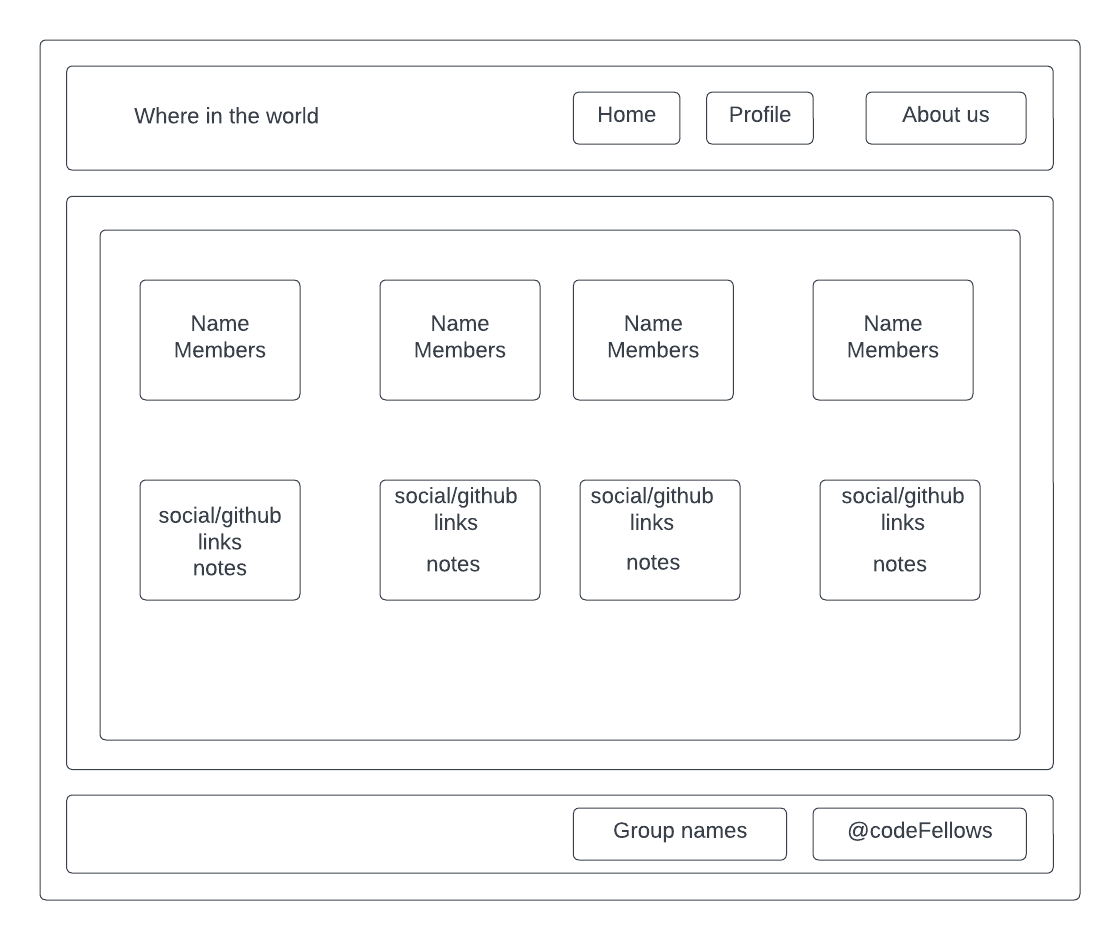 Where in the world
Home
Profile
About us
Name
Members
Name
Members
Name
Members
Name
Members
social/github
links
notes
social/github
links
notes
social/github
links
notes
social/github
links
notes
Group names
@codeFellows